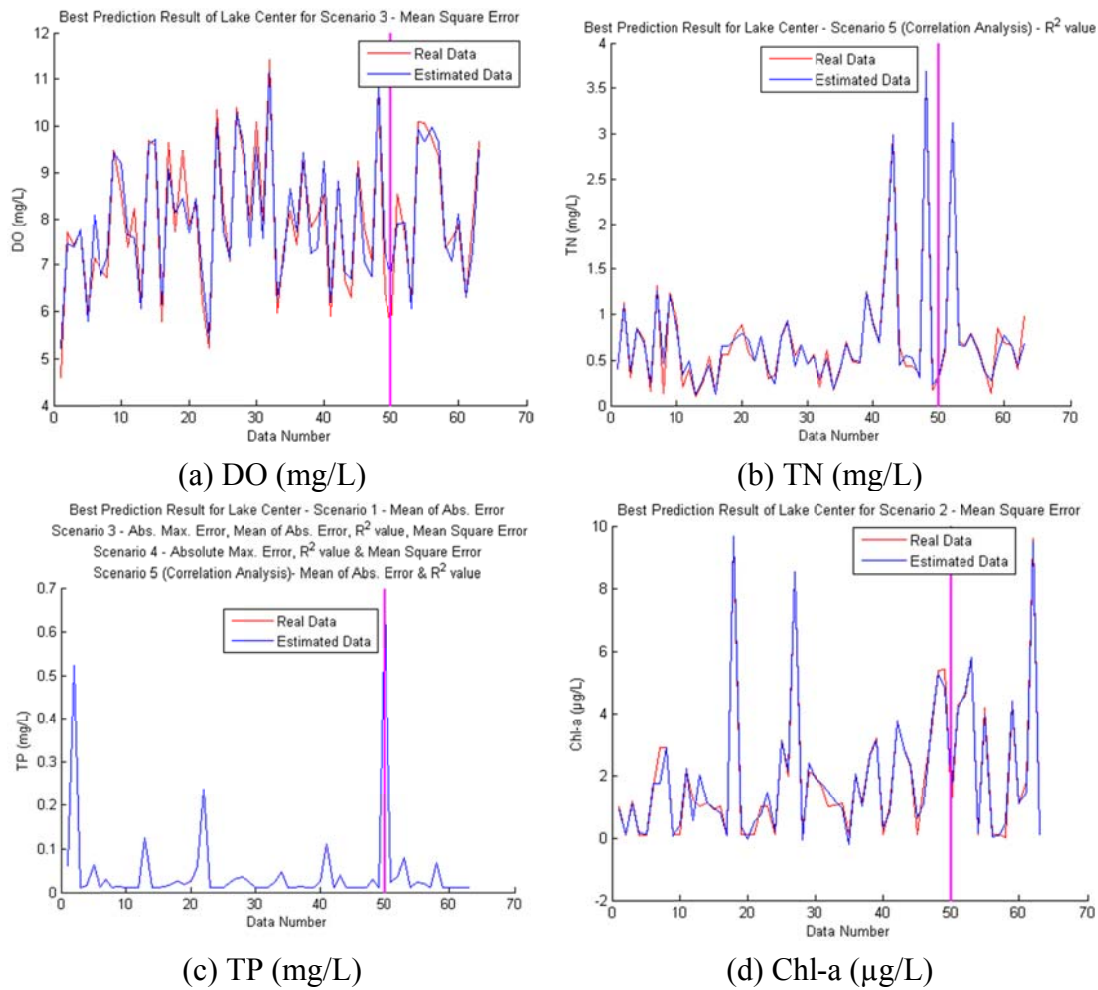 Best Prediction Result of Lake Center for Scenario 3 - Mean Square Error
12
11
10
9
8
7
6
5
4
DO (mg/L)
Real Data
Estimated Data
0 10 20 30 40 50 60 70
Data Number
(a) DO (mg/L)
Best Prediction Result for Lake Center - Scenario 5 (Correlation Analysis) - R² value
4
3.5
3
2.5
2
1.5
1
0.5
0
TN (mg/L)
Real Data
Estimated Data
0 10 20 30 40 50 60 70
Data Number
(b) TN (mg/L)
Best Prediction Result for Lake Center - Scenario 1 - Mean of Abs. Error
Scenario 3 - Abs. Max. Error, Mean of Abs. Error, R² value, Mean Square Error
Scenario 4 - Absolute Max. Error, R² value & Mean Square Error
Scenario 5 (Correlation Analysis)- Mean of Abs. Error & R² value
0.7
0.6
0.5
0.4
0.3
0.2
0.1
0
TP (mg/L)
Real Data
Estimated Data
0 10 20 30 40 50 60 70
Data Number
(c) TP (mg/L)
Best Prediction Result of Lake Center for Scenario 2 - Mean Square Error
10
8
6
4
2
0
-2
Chl-a (µg/L)
Real Data
Estimated Data
0 10 20 30 40 50 60 70
Data Number
(d) Chl-a (µg/L)